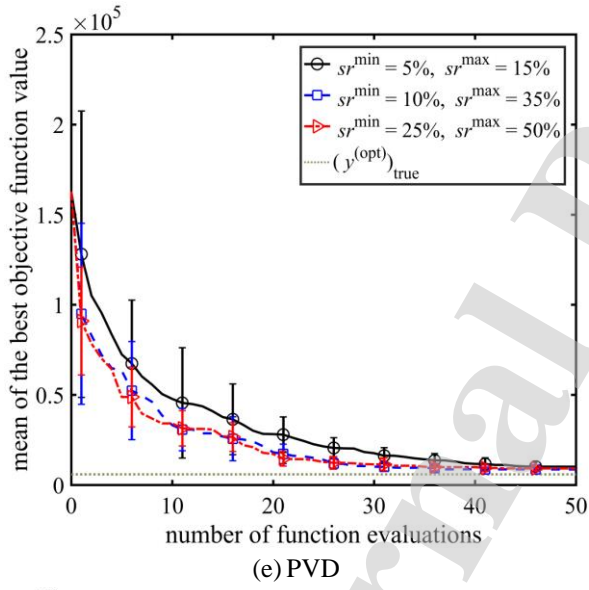 ×10⁵
2.5
2
1.5
1
0.5
0
0 10 20 30 40 50
mean of the best objective function value
number of function evaluations
sr^min = 5%, sr^max = 15%
sr^min = 10%, sr^max = 35%
sr^min = 25%, sr^max = 50%
(y^(opt))_true
(e) PVD